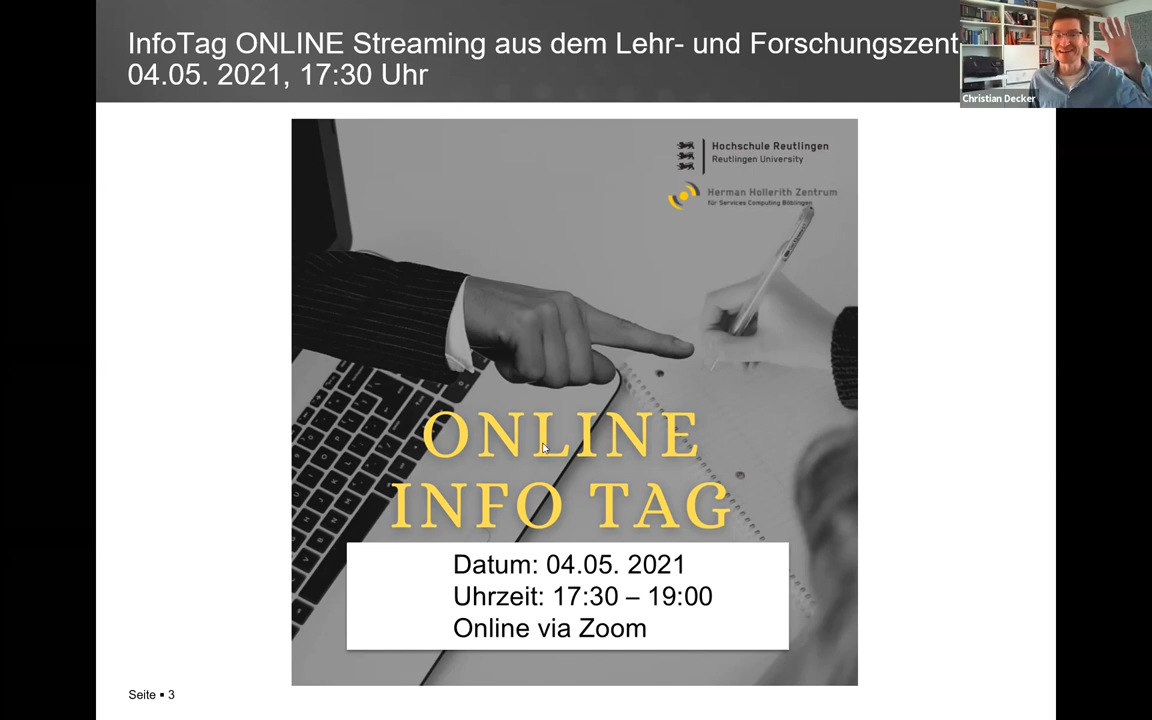 InfoTag ONLINE Streaming aus dem Lehr- und Forschungszent
04.05. 2021, 17:30 Uhr
Christian Decker
Hochschule Reutlingen
Reutlingen University
Herman Hollerith Zentrum
für Services Computing Böblingen
ONLINE
INFO TAG
Datum: 04.05. 2021
Uhrzeit: 17:30 – 19:00
Online via Zoom
Seite ▪ 3